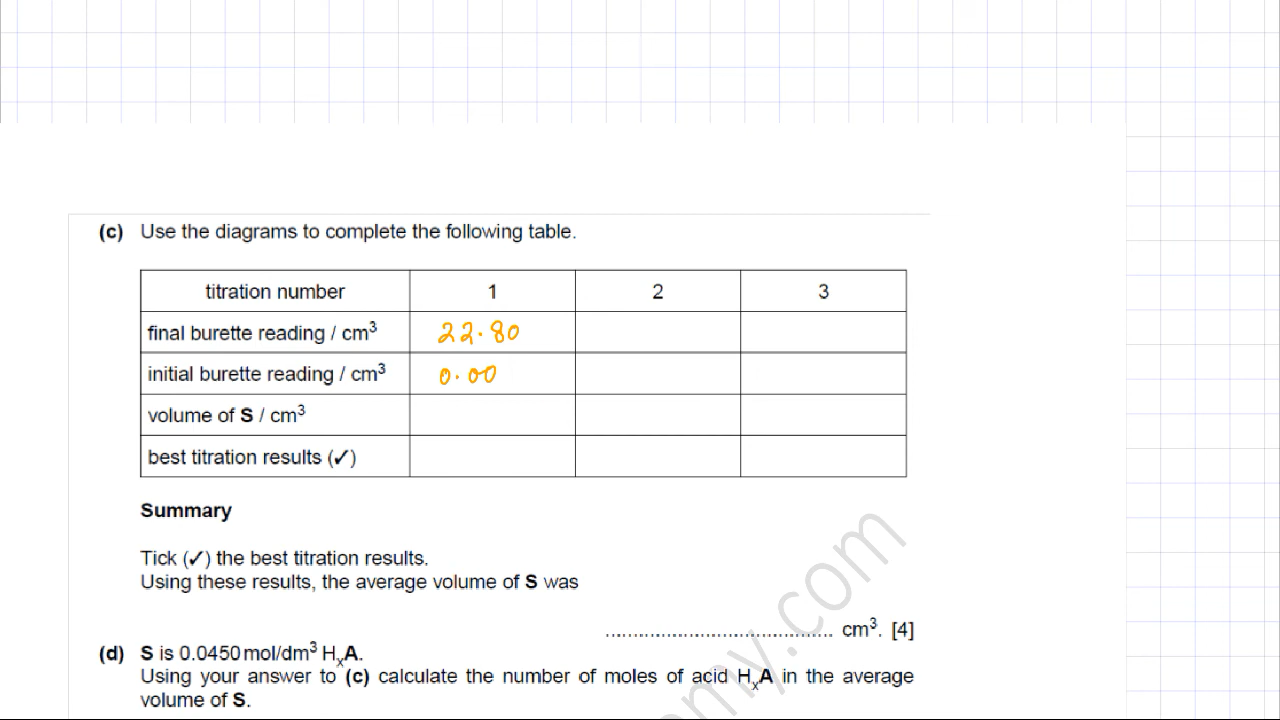 (c) Use the diagrams to complete the following table.
titration number 1 2 3
final burette reading / cm³ 22.80
initial burette reading / cm³ 0.00
volume of S / cm³
best titration results (✓)
Summary
Tick (✓) the best titration results.
Using these results, the average volume of S was
........................................ cm³. [4]
(d) S is 0.0450 mol/dm³ HₓA.
Using your answer to (c) calculate the number of moles of acid HₓA in the average
volume of S.
my.com